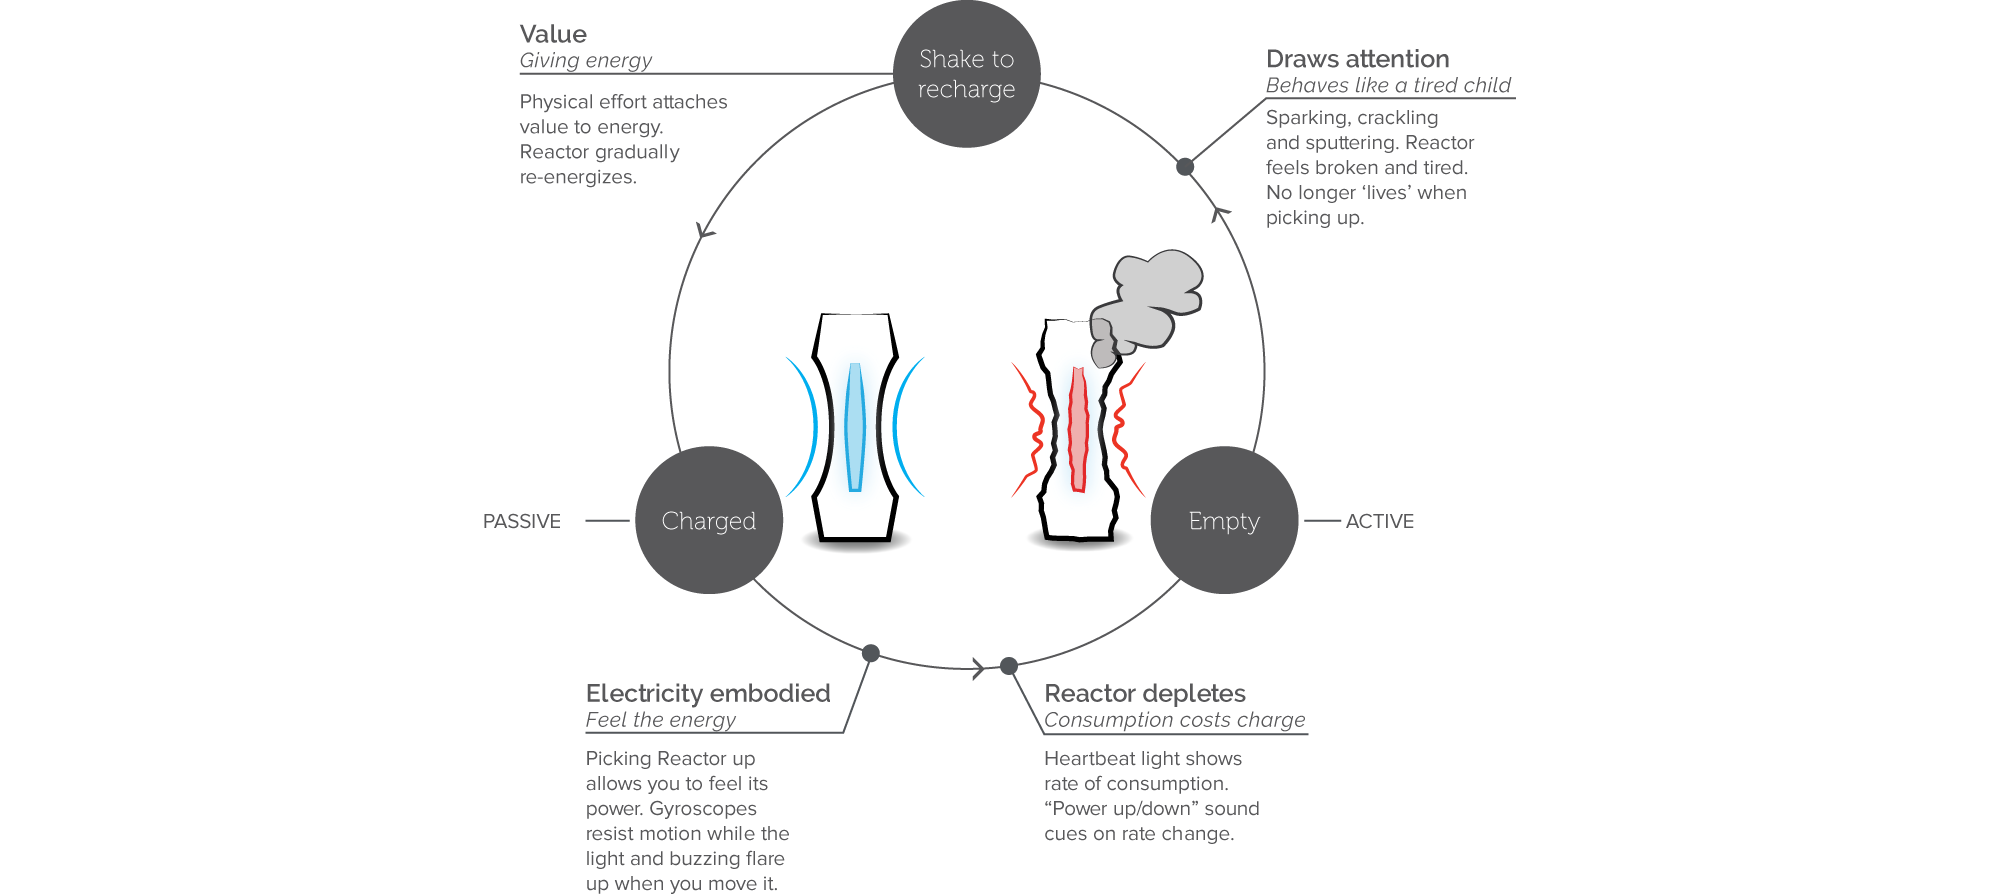 Value
Giving energy
Physical effort attaches
value to energy.
Reactor gradually
re-energizes.
Shake to
recharge
Draws attention
Behaves like a tired child
Sparking, crackling
and sputtering. Reactor
feels broken and tired.
No longer ‘lives’ when
picking up.
PASSIVE
Charged
Empty
ACTIVE
Electricity embodied
Feel the energy
Picking Reactor up
allows you to feel its
power. Gyroscopes
resist motion while the
light and buzzing flare
up when you move it.
Reactor depletes
Consumption costs charge
Heartbeat light shows
rate of consumption.
“Power up/down” sound
cues on rate change.